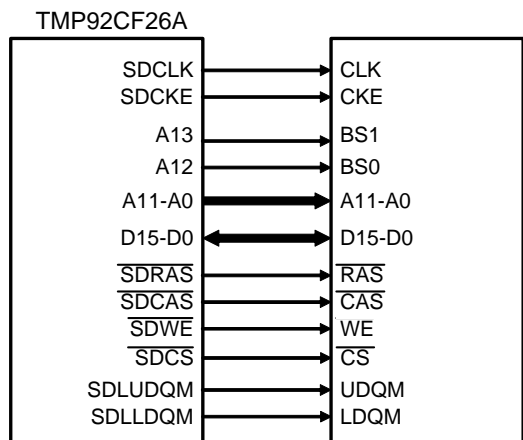 TMP92CF26A
SDCLK CLK
SDCKE CKE
A13 BS1
A12 BS0
A11-A0 A11-A0
D15-D0 D15-D0
SDRAS RAS
SDCAS CAS
SDWE WE
SDCS CS
SDLUDQM UDQM
SDLLDQM LDQM